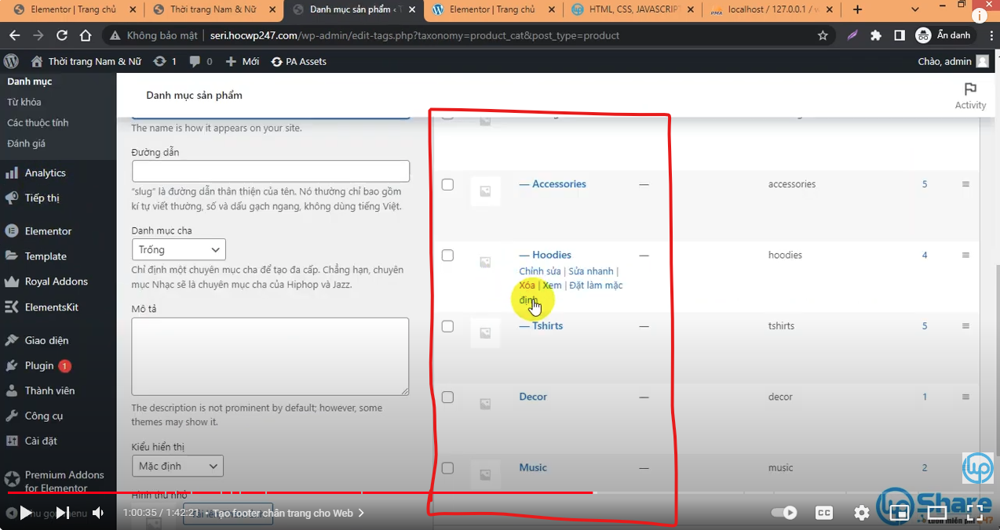 Elementor | Trang chủ
Thời trang Nam & Nữ
Danh mục sản phẩm ‹
Elementor | Trang chủ
HTML, CSS, JAVASCRIPT
localhost / 127.0.0.1 / w
Không bảo mật
seri.hocwp247.com/wp-admin/edit-tags.php?taxonomy=product_cat&post_type=product
Ẩn danh
Thời trang Nam & Nữ 1 0 Mới PA Assets
Chào, admin
Danh mục
Từ khóa
Các thuộc tính
Đánh giá
Analytics
Tiếp thị
Elementor
Template
Royal Addons
ElementsKit
Giao diện
Plugin 1
Thành viên
Công cụ
Cài đặt
Premium Addons
for Elementor
Danh mục sản phẩm
Activity
The name is how it appears on your site.
Đường dẫn
"slug" là đường dẫn thân thiện của tên. Nó thường chỉ bao gồm
kí tự viết thường, số và dấu gạch ngang, không dùng tiếng Việt.
Danh mục cha
Trống
Chỉ định một chuyên mục cha để tạo đa cấp. Chẳng hạn, chuyên
mục Nhạc sẽ là chuyên mục cha của Hiphop và Jazz.
Mô tả
The description is not prominent by default; however, some
themes may show it.
Kiểu hiển thị
Mặc định
Hình thu nhỏ
— Accessories — accessories 5
— Hoodies — hoodies 4
Chỉnh sửa | Sửa nhanh |
Xóa | Xem | Đặt làm mặc
định
— Tshirts — tshirts 5
Decor — decor 1
Music — music 2
1:00:35 / 1:42:21 • Tạo footer chân trang cho Web
CC
Share